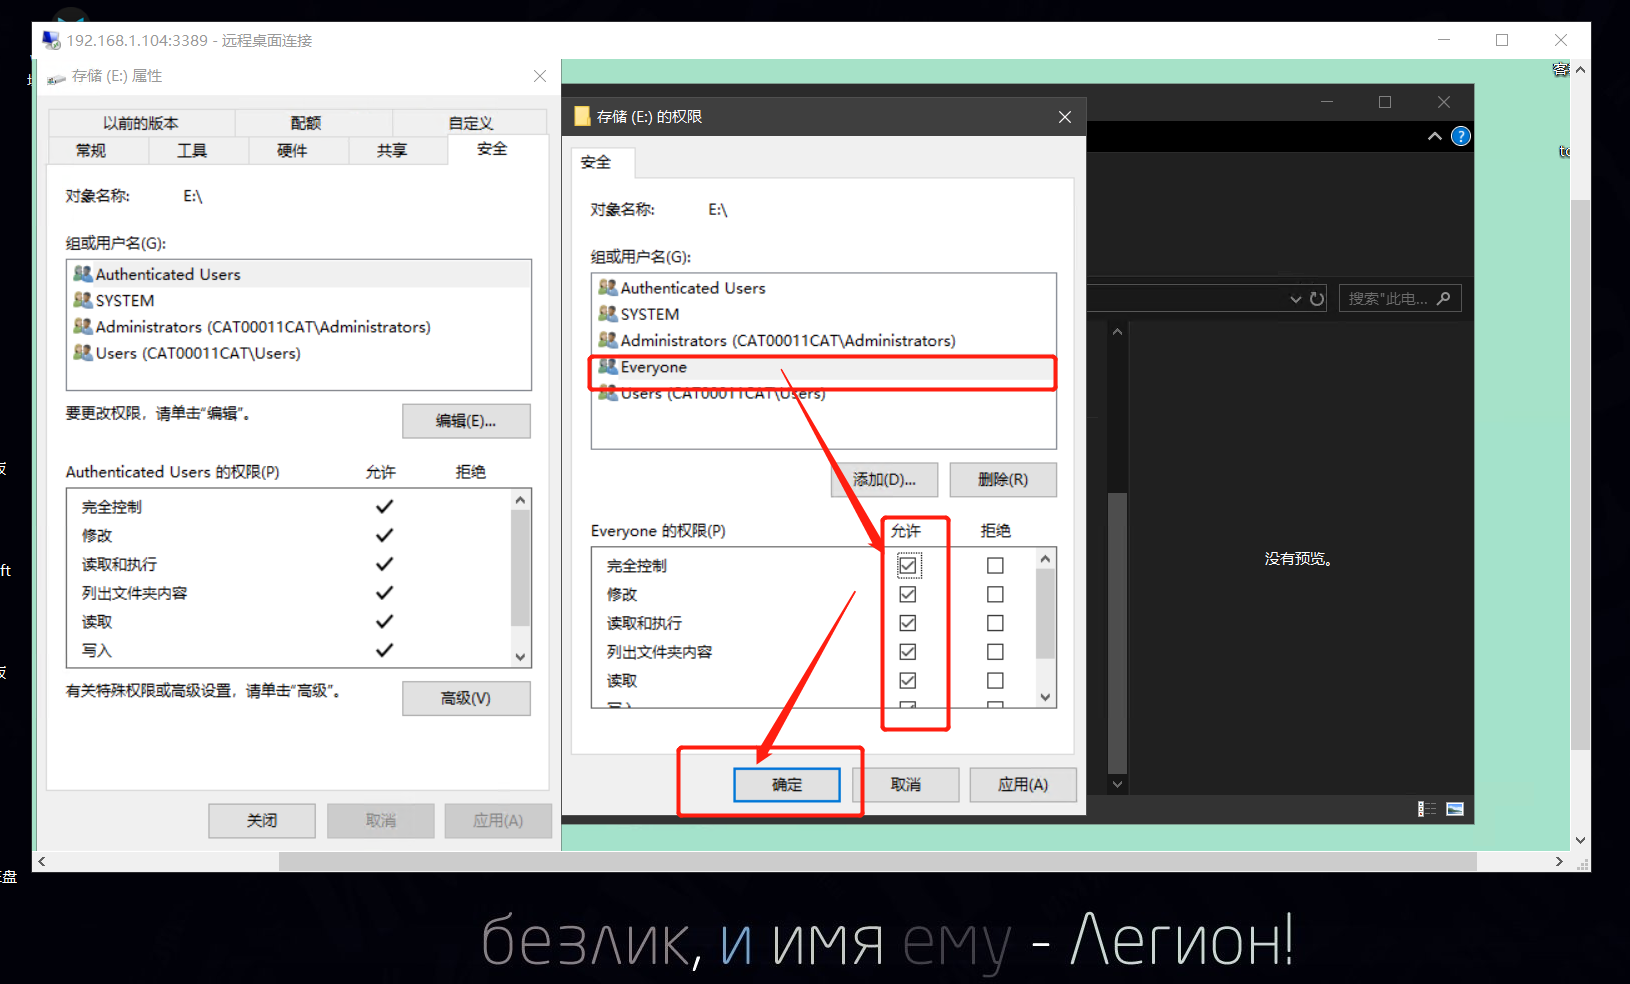 192.168.1.104:3389 - 远程桌面连接
存储 (E:) 属性
以前的版本 配额 自定义
常规 工具 硬件 共享 安全
对象名称: E:\
组或用户名(G):
Authenticated Users
SYSTEM
Administrators (CAT00011CAT\Administrators)
Users (CAT00011CAT\Users)
要更改权限，请单击“编辑”。
编辑(E)...
Authenticated Users 的权限(P) 允许 拒绝
完全控制
修改
读取和执行
列出文件夹内容
读取
写入
有关特殊权限或高级设置，请单击“高级”。
高级(V)
关闭 取消 应用(A)
存储 (E:) 的权限
安全
对象名称: E:\
组或用户名(G):
Authenticated Users
SYSTEM
Administrators (CAT00011CAT\Administrators)
Everyone
Users (CAT00011CAT\Users)
添加(D)... 删除(R)
Everyone 的权限(P) 允许 拒绝
完全控制
修改
读取和执行
列出文件夹内容
读取
确定 取消 应用(A)
搜索"此电...
没有预览。
ft
盘
безлик, и имя ему - Легион!